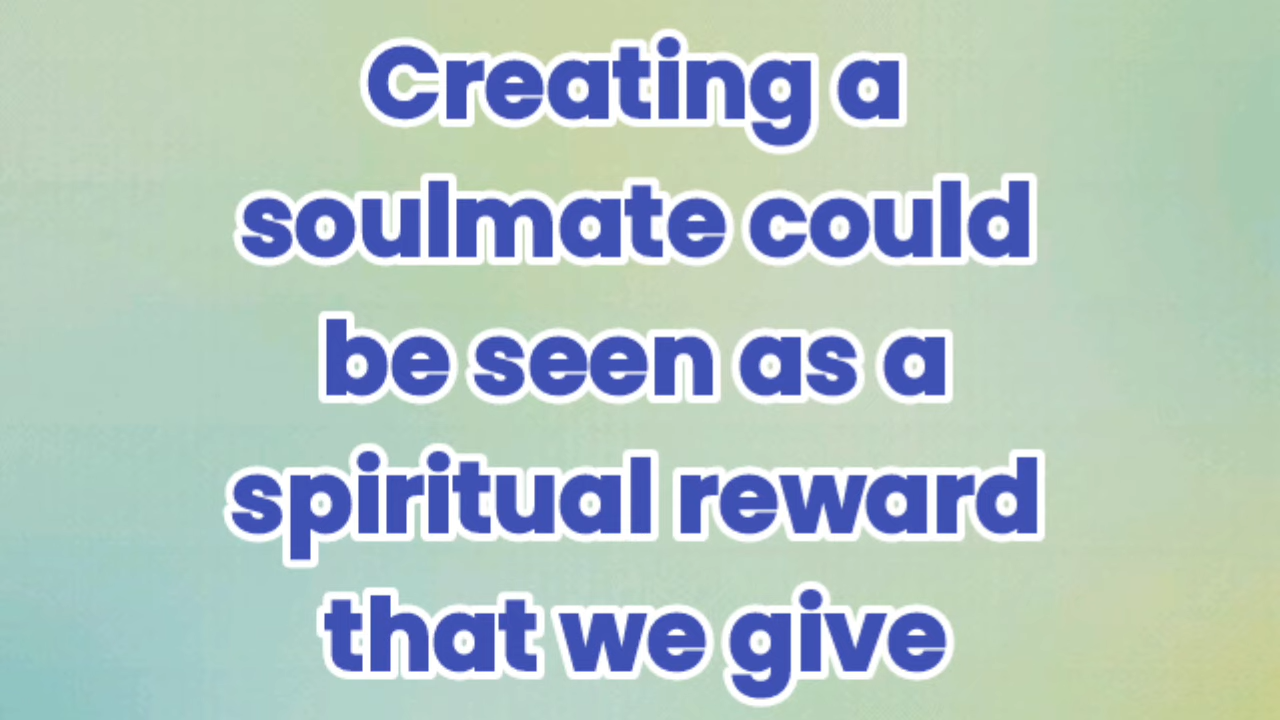 Creating a
soulmate could
be seen as a
spiritual reward
that we give